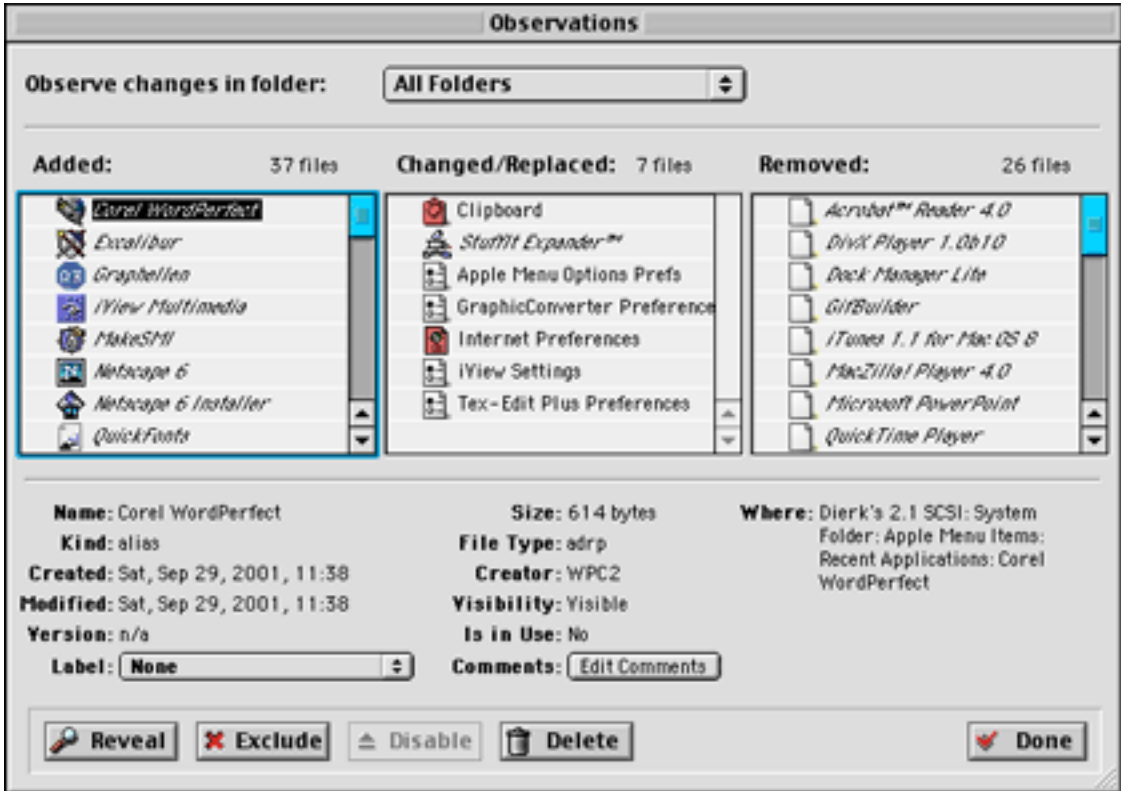 Observations
Observe changes in folder: All Folders
Added: 37 files
Corel WordPerfect
Excalibur
Graphellen
iView Multimedia
MakeSMI
Netscape 6
Netscape 6 Installer
QuickFonts
Changed/Replaced: 7 files
Clipboard
StuffIt Expander™
Apple Menu Options Prefs
GraphicConverter Preference
Internet Preferences
iView Settings
Tex-Edit Plus Preferences
Removed: 26 files
Acrobat™ Reader 4.0
DivX Player 1.0b10
Dock Manager Lite
GifBuilder
iTunes 1.1 for Mac OS 8
MacZilla! Player 4.0
Microsoft PowerPoint
QuickTime Player
Name: Corel WordPerfect
Kind: alias
Created: Sat, Sep 29, 2001, 11:38
Modified: Sat, Sep 29, 2001, 11:38
Version: n/a
Label: None
Size: 614 bytes
File Type: adrp
Creator: WPC2
Visibility: Visible
Is in Use: No
Comments: Edit Comments
Where: Dierk's 2.1 SCSI: System
Folder: Apple Menu Items:
Recent Applications: Corel
WordPerfect
Reveal Exclude Disable Delete Done